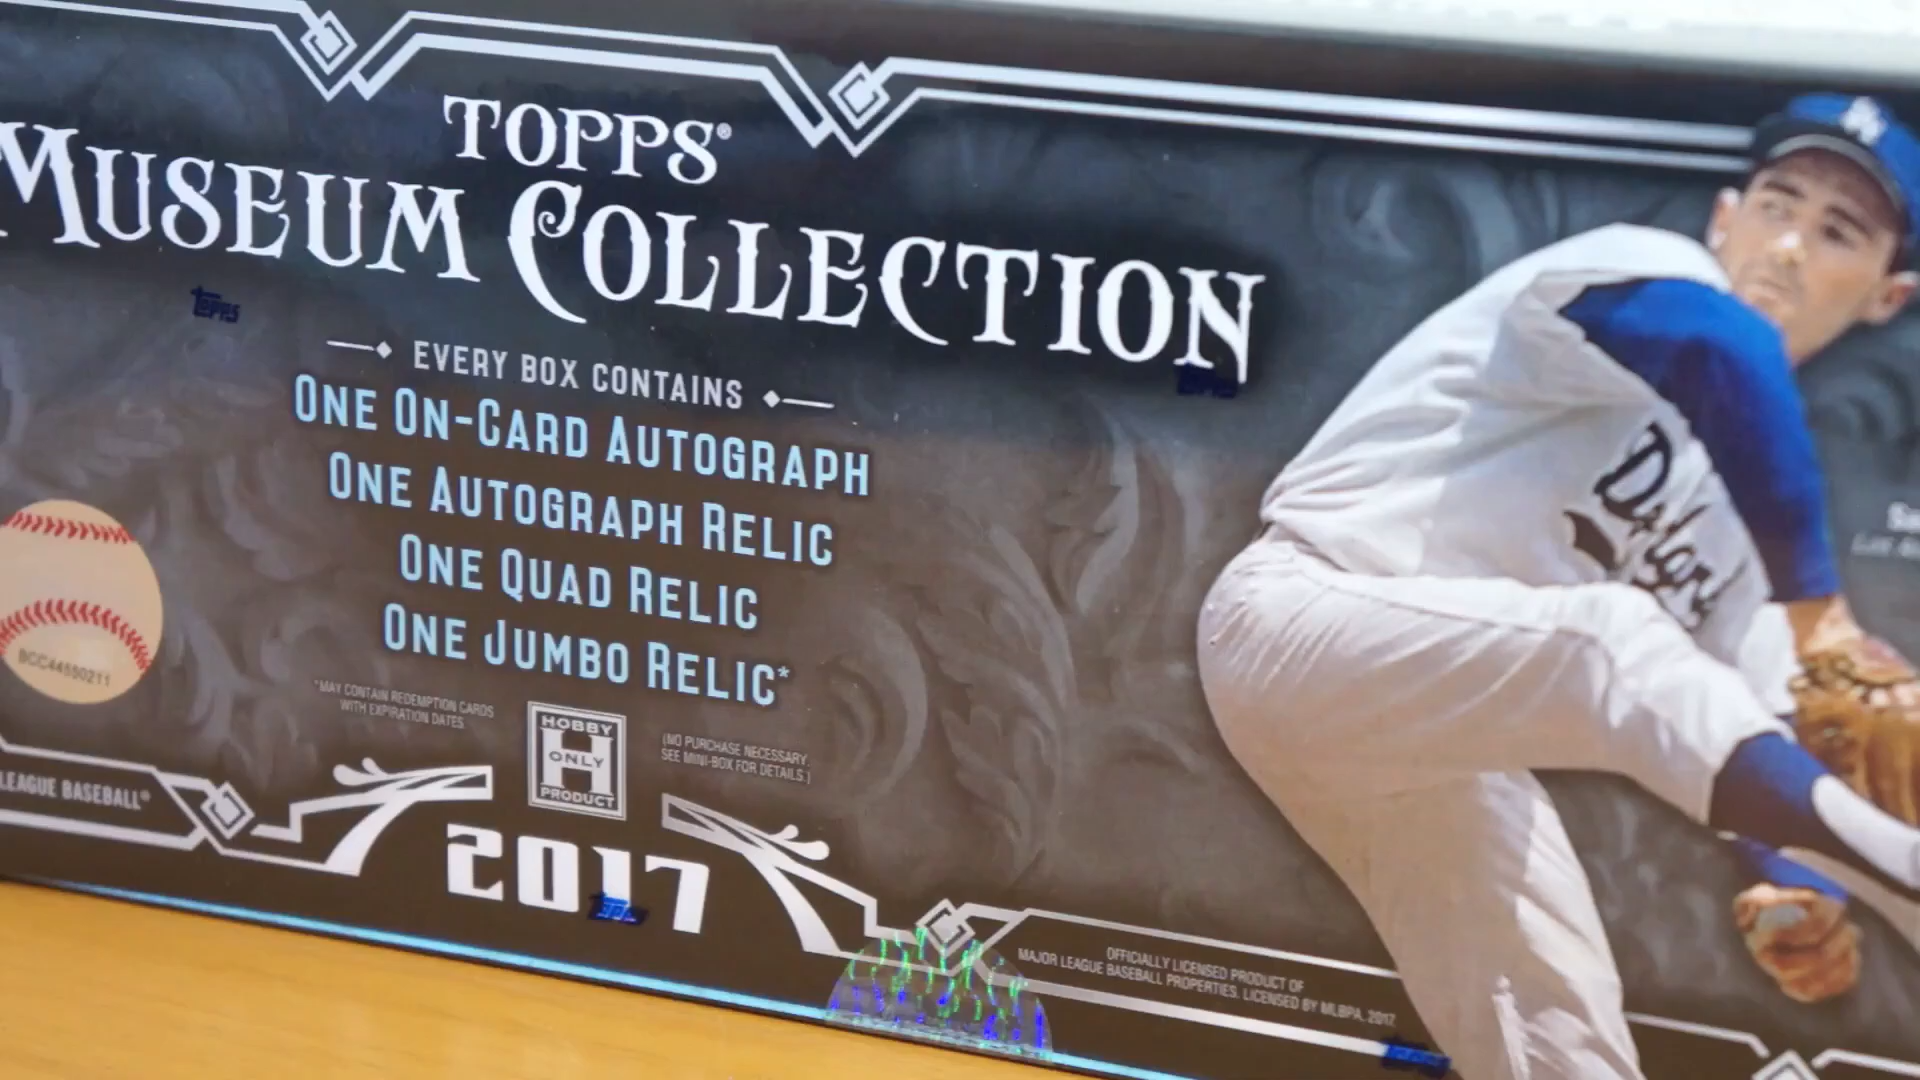 TOPPS®
MUSEUM COLLECTION
EVERY BOX CONTAINS
ONE ON-CARD AUTOGRAPH
ONE AUTOGRAPH RELIC
ONE QUAD RELIC
ONE JUMBO RELIC*
*MAY CONTAIN REDEMPTION CARDS
WITH EXPIRATION DATES.
HOBBY
H
ONLY
PRODUCT
(NO PURCHASE NECESSARY.
SEE MINI-BOX FOR DETAILS.)
2017
LEAGUE BASEBALL®
OFFICIALLY LICENSED PRODUCT OF
MAJOR LEAGUE BASEBALL PROPERTIES. LICENSED BY MLBPA, 2017
Dodgers
LA
topps